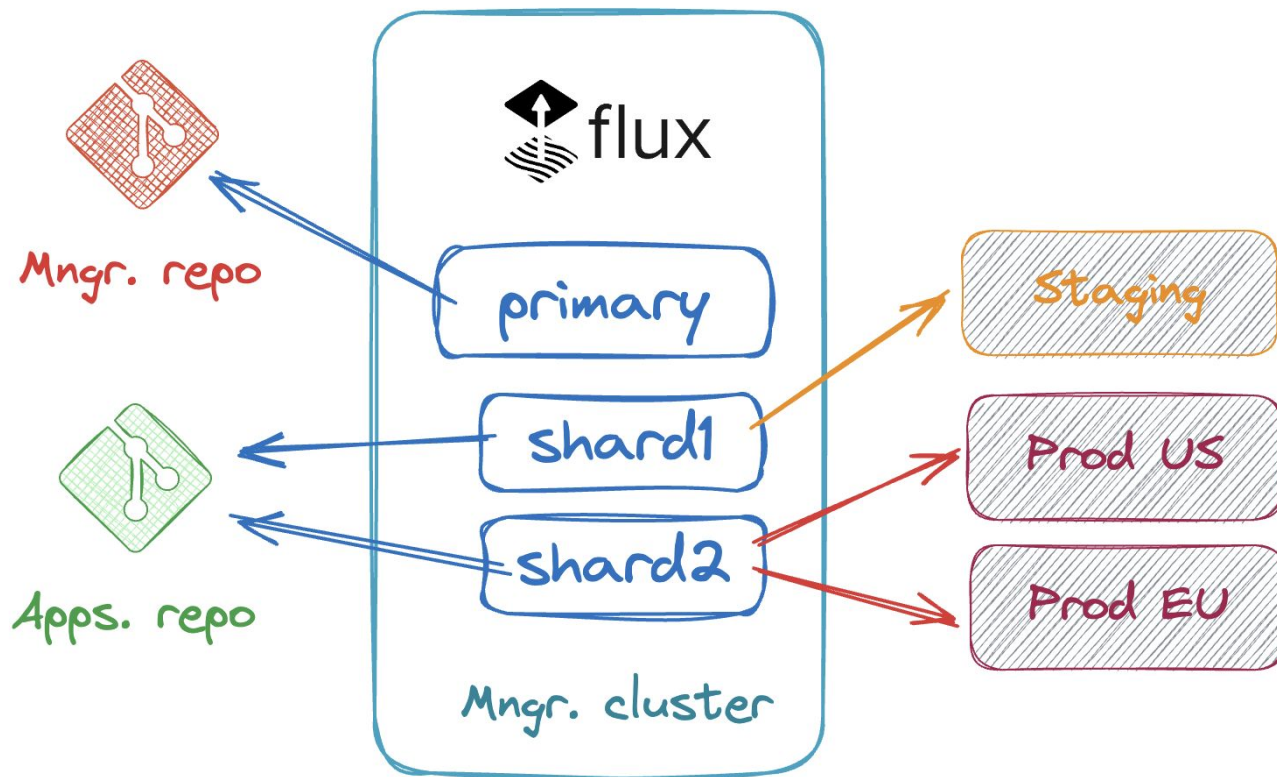 flux
Mngr. repo
primary
Staging
shard1
Prod US
shard2
Apps. repo
Prod EU
Mngr. cluster